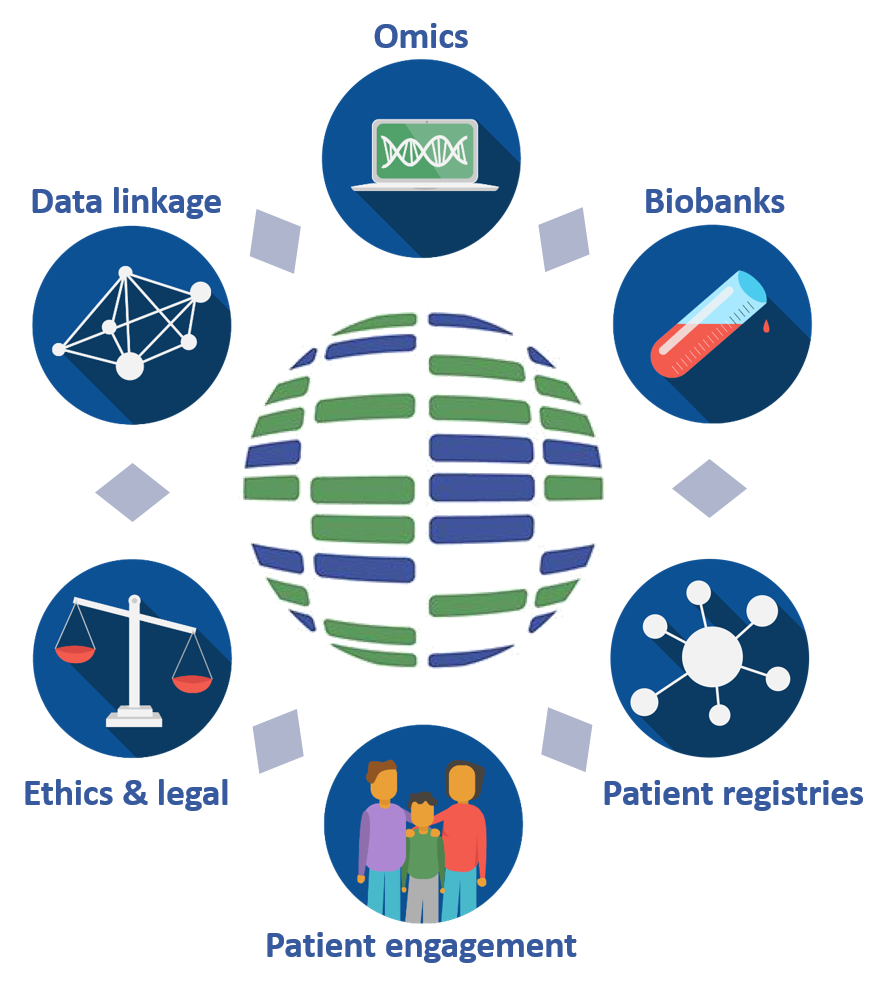 Omics
Data linkage
Biobanks
Ethics & legal
Patient registries
Patient engagement